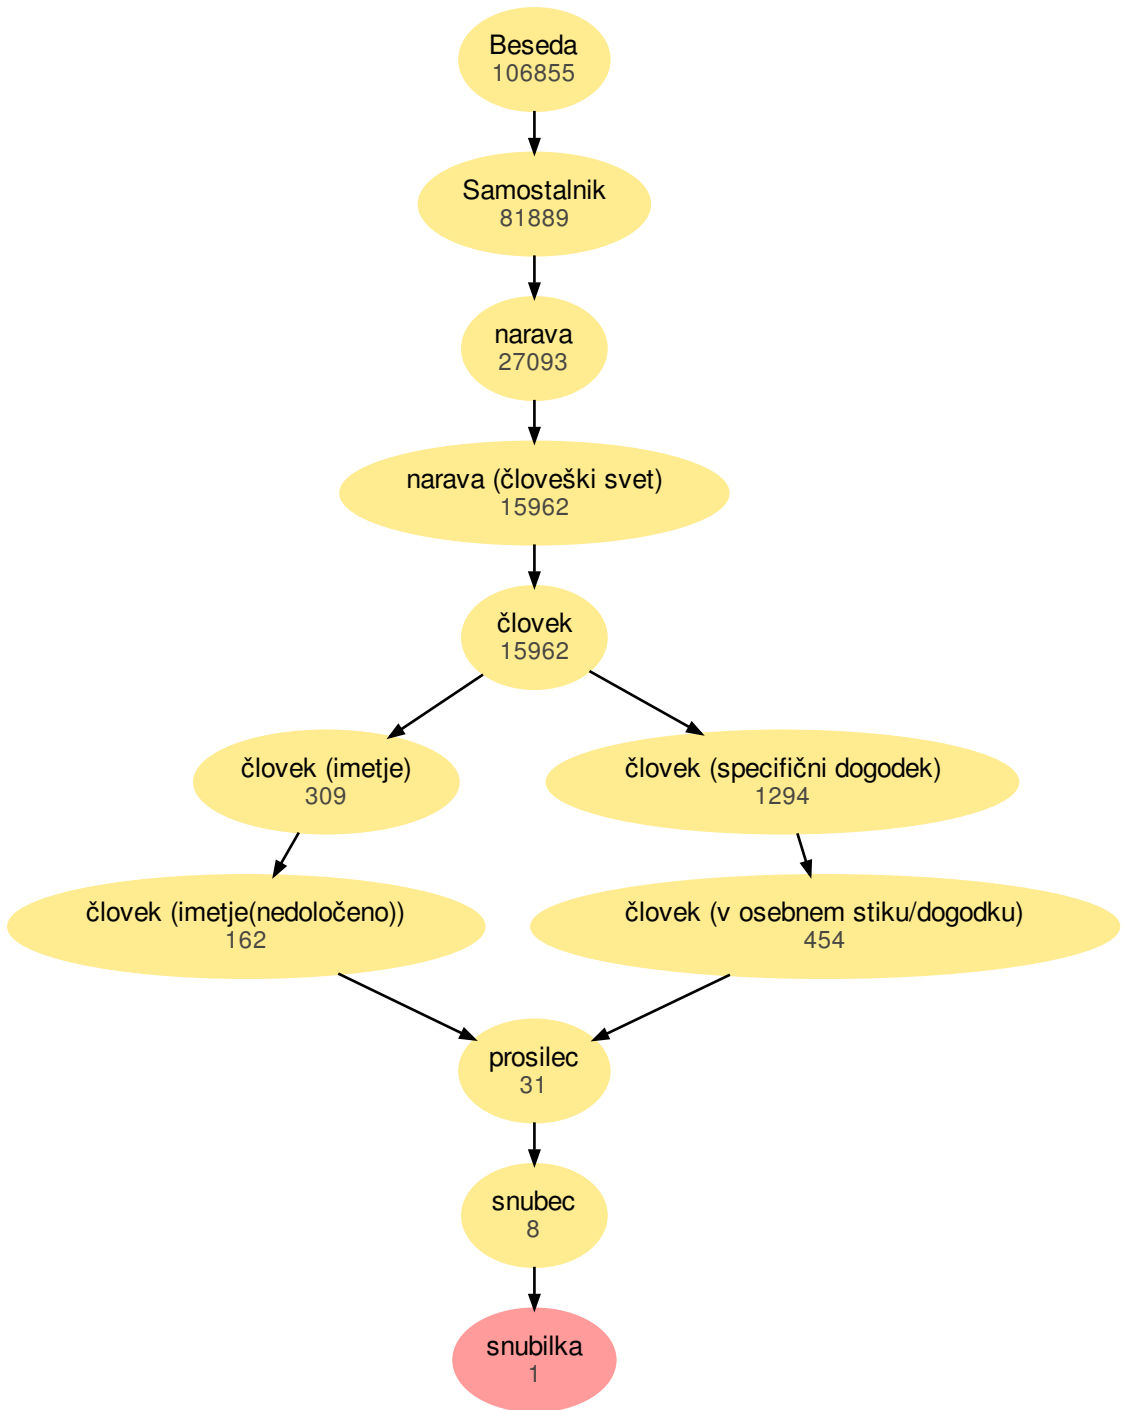 Beseda
106855
Samostalnik
81889
narava
27093
narava (človeški svet)
15962
človek
15962
človek (imetje)
309
človek (specifični dogodek)
1294
človek (imetje(nedoločeno))
162
človek (v osebnem stiku/dogodku)
454
prosilec
31
snubec
8
snubilka
1